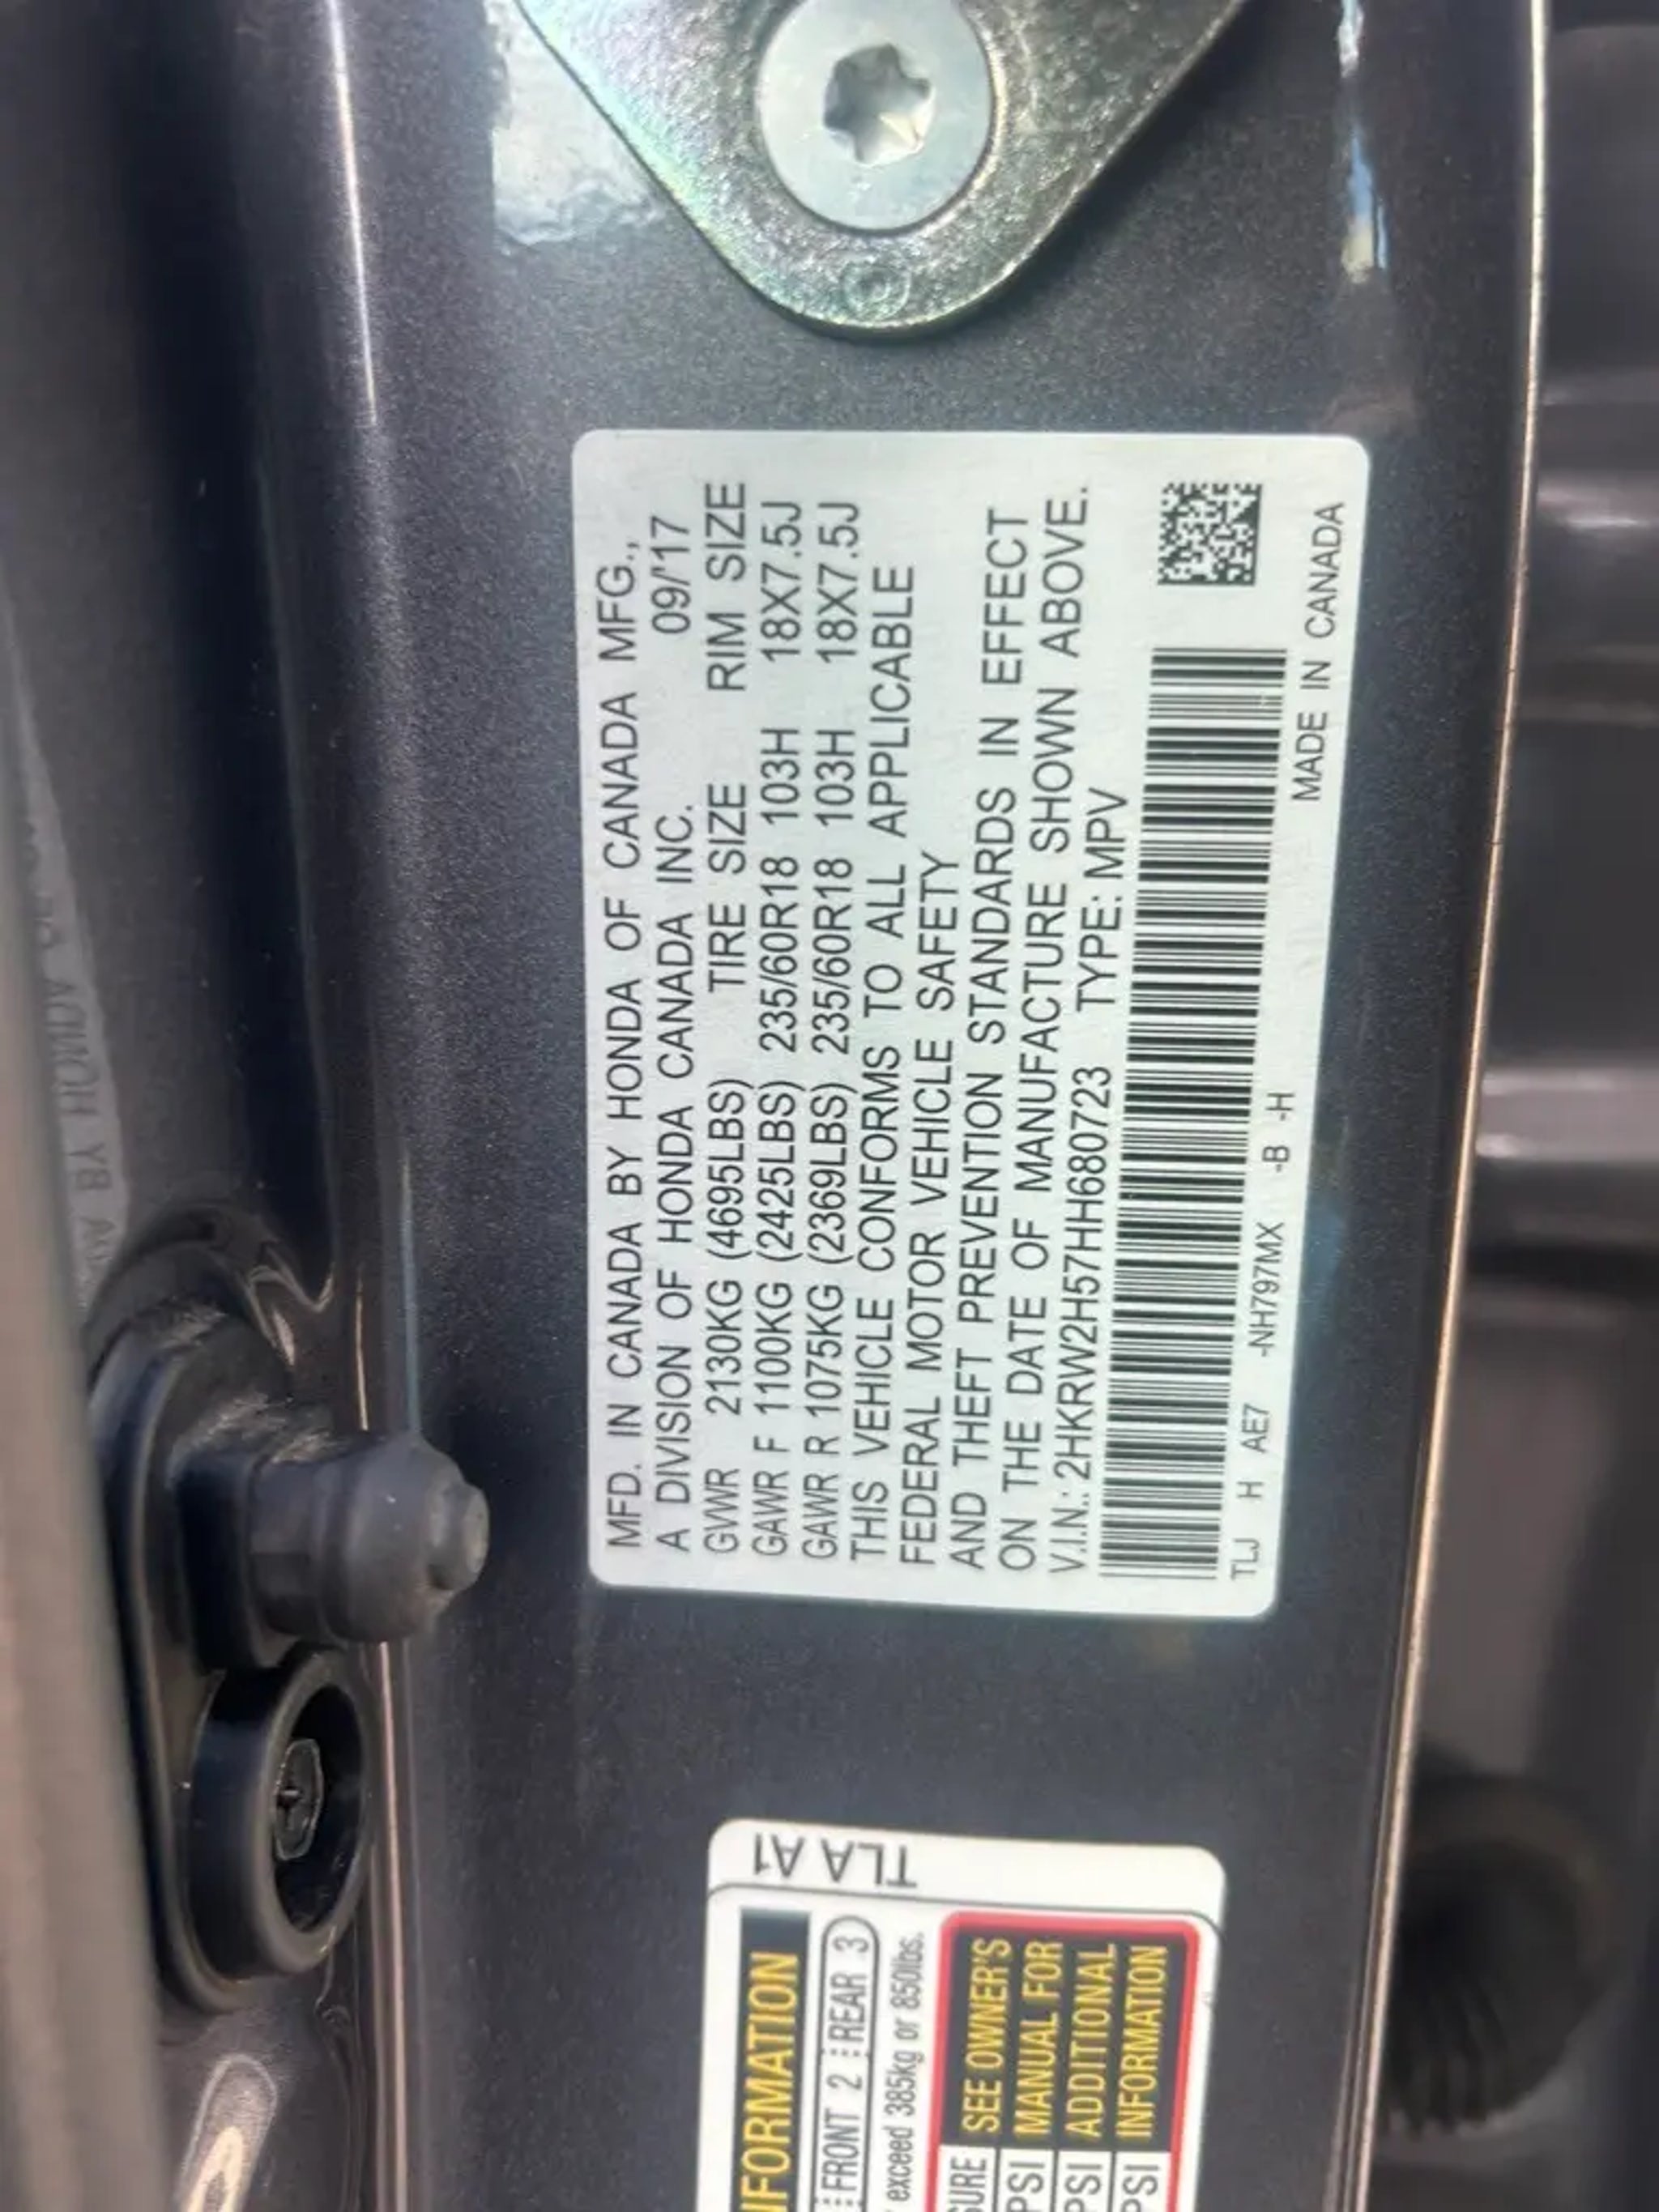 MFD. IN CANADA BY HONDA OF CANADA MFG.,
A DIVISION OF HONDA CANADA INC. 09/'17
GVWR 2130KG (4695LBS) TIRE SIZE RIM SIZE
GAWR F 1100KG (2425LBS) 235/60R18 103H 18X7.5J
GAWR R 1075KG (2369LBS) 235/60R18 103H 18X7.5J
THIS VEHICLE CONFORMS TO ALL APPLICABLE
FEDERAL MOTOR VEHICLE SAFETY
AND THEFT PREVENTION STANDARDS IN EFFECT
ON THE DATE OF MANUFACTURE SHOWN ABOVE.
V.I.N.: 2HKRW2H57HH680723 TYPE: MPV
TLJ H AE7 -NH797MX -B -H MADE IN CANADA
TLA A1
FRONT 2 REAR 3
exceed 385kg or 850lbs.
SEE OWNER'S
PSI MANUAL FOR
PSI ADDITIONAL
PSI INFORMATION